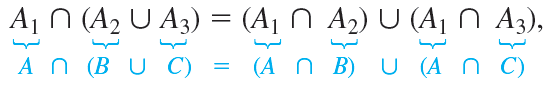 A₁ ∩ (A₂ ∪ A₃) = (A₁ ∩ A₂) ∪ (A₁ ∩ A₃),
A ∩ (B ∪ C) = (A ∩ B) ∪ (A ∩ C)